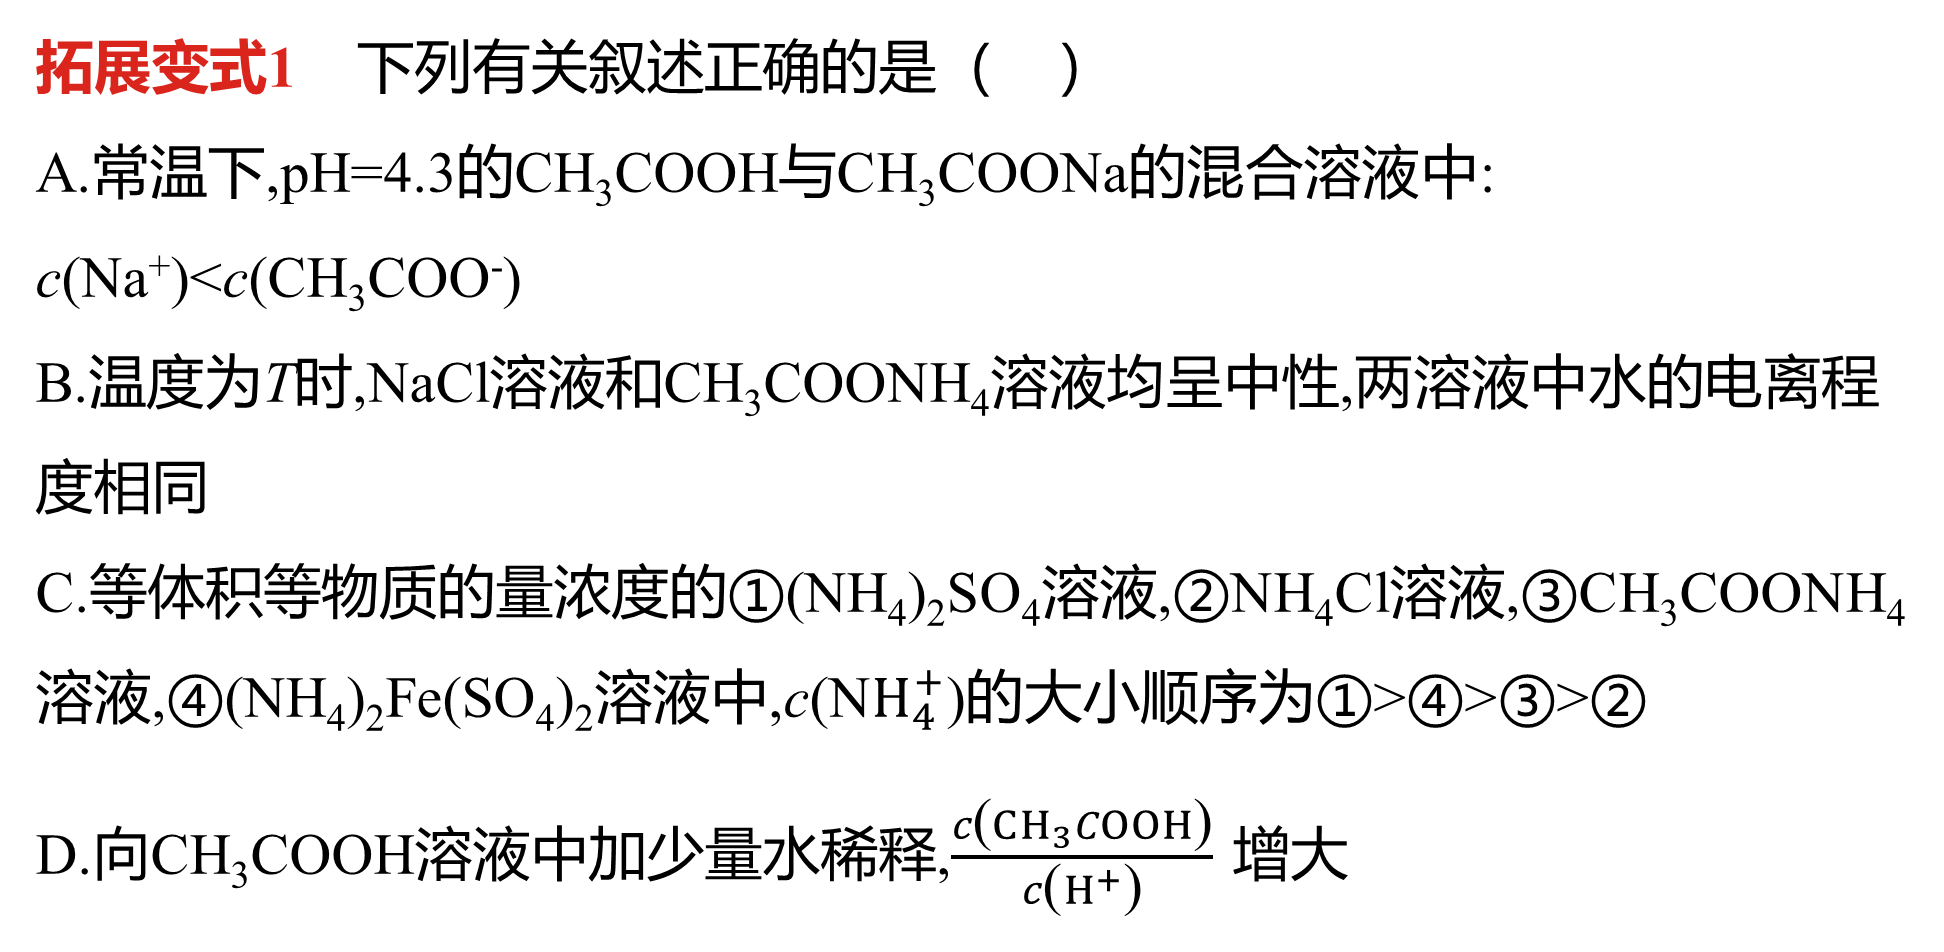 拓展变式1 下列有关叙述正确的是（ ）
A.常温下,pH=4.3的CH₃COOH与CH₃COONa的混合溶液中:
c(Na⁺)<c(CH₃COO⁻)
B.温度为T时,NaCl溶液和CH₃COONH₄溶液均呈中性,两溶液中水的电离程
度相同
C.等体积等物质的量浓度的①(NH₄)₂SO₄溶液,②NH₄Cl溶液,③CH₃COONH₄
溶液,④(NH₄)₂Fe(SO₄)₂溶液中,c(NH₄⁺)的大小顺序为①>④>③>②
D.向CH₃COOH溶液中加少量水稀释,c(CH₃COOH)/c(H⁺) 增大